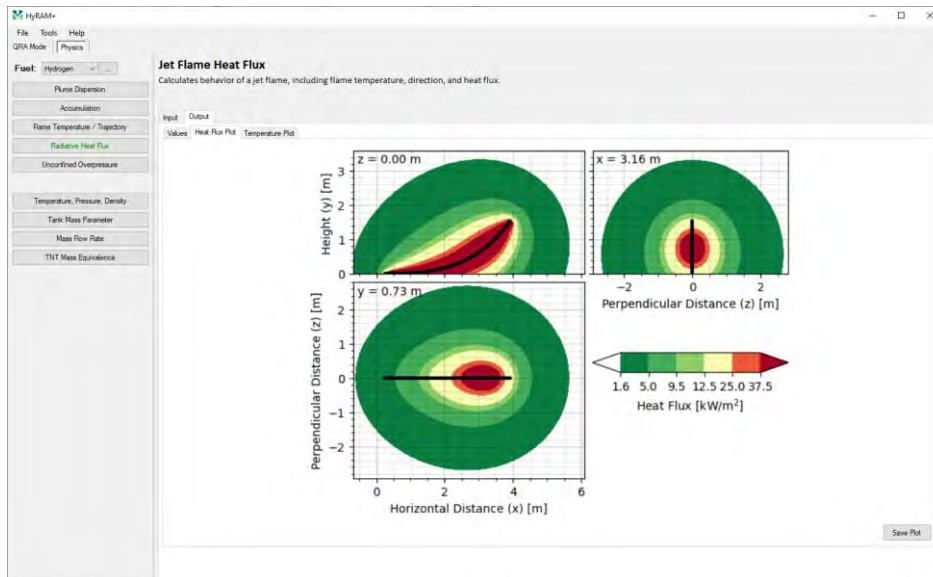 HyRAM+
File Tools Help
QRA Mode Physics
Fuel: Hydrogen ...
Plume Dispersion
Accumulation
Flame Temperature / Trajectory
Radiative Heat Flux
Unconfined Overpressure
Temperature, Pressure, Density
Tank Mass Parameter
Mass Flow Rate
TNT Mass Equivalence
Jet Flame Heat Flux
Calculates behavior of a jet flame, including flame temperature, direction, and heat flux.
Input Output
Values Heat Flux Plot Temperature Plot
z = 0.00 m
3
2
1
0
Height (y) [m]
x = 3.16 m
−2 0 2
Perpendicular Distance (z) [m]
y = 0.73 m
2
1
0
−1
−2
Perpendicular Distance (z) [m]
0 2 4 6
Horizontal Distance (x) [m]
1.6 5.0 9.5 12.5 25.0 37.5
Heat Flux [kW/m²]
Save Plot